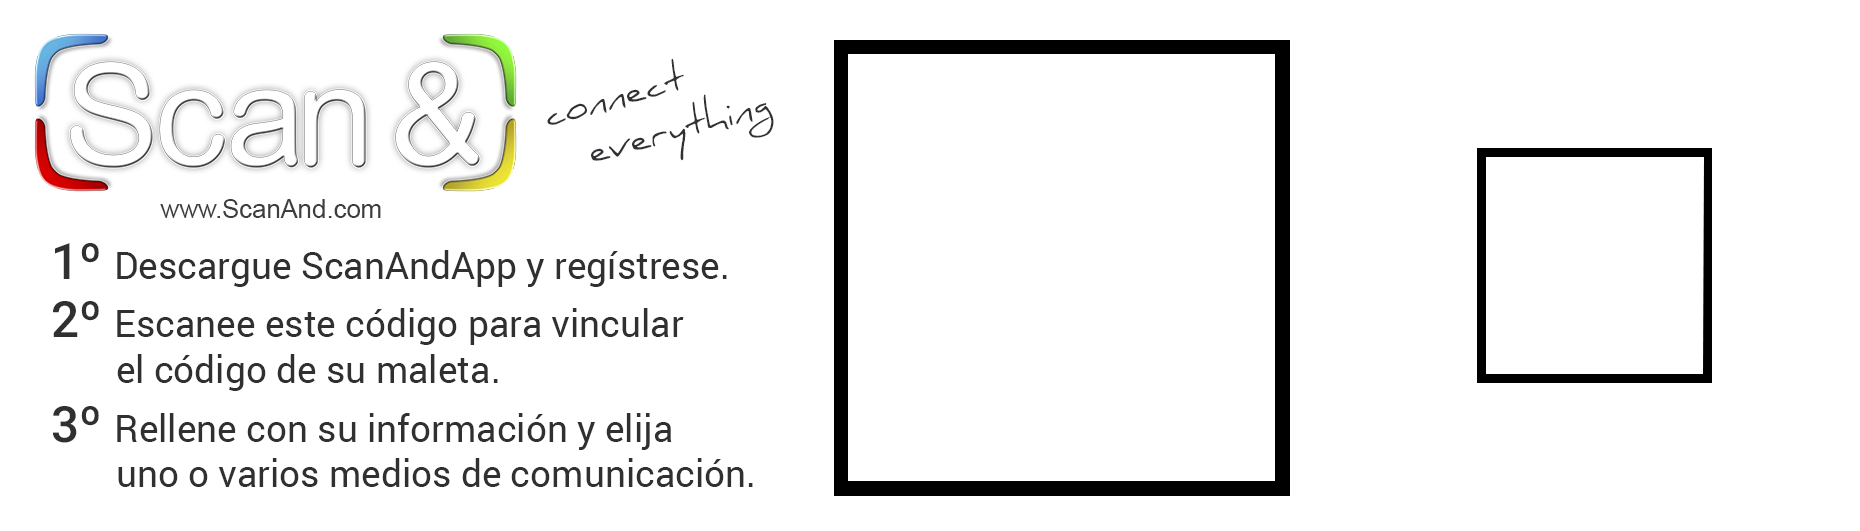 Scan &
connect
everything
www.ScanAnd.com
1º Descargue ScanAndApp y regístrese.
2º Escanee este código para vincular
el código de su maleta.
3º Rellene con su información y elija
uno o varios medios de comunicación.